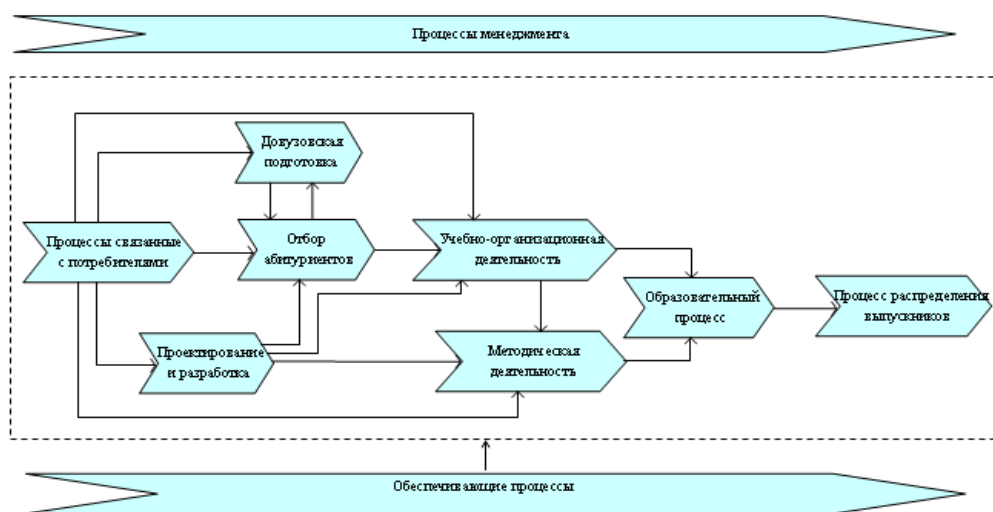 Процессы менеджмента
Довузовская
подготовка
Процессы связанные
с потребителями
Отбор
абитуриентов
Учебно-организационная
деятельность
Образовательный
процесс
Процесс распределения
выпускников
Проектирование
и разработка
Методическая
деятельность
Обеспечивающие процессы